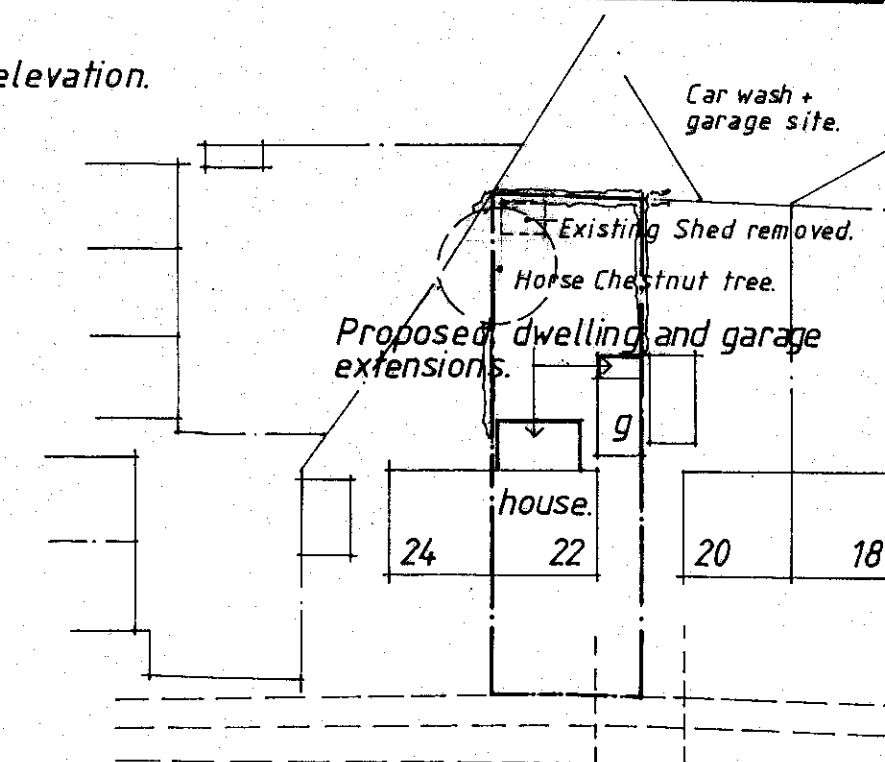 elevation.
Car wash +
garage site.
Existing Shed removed.
Horse Chestnut tree.
Proposed dwelling and garage
extensions.
g
house.
24
22
20
18